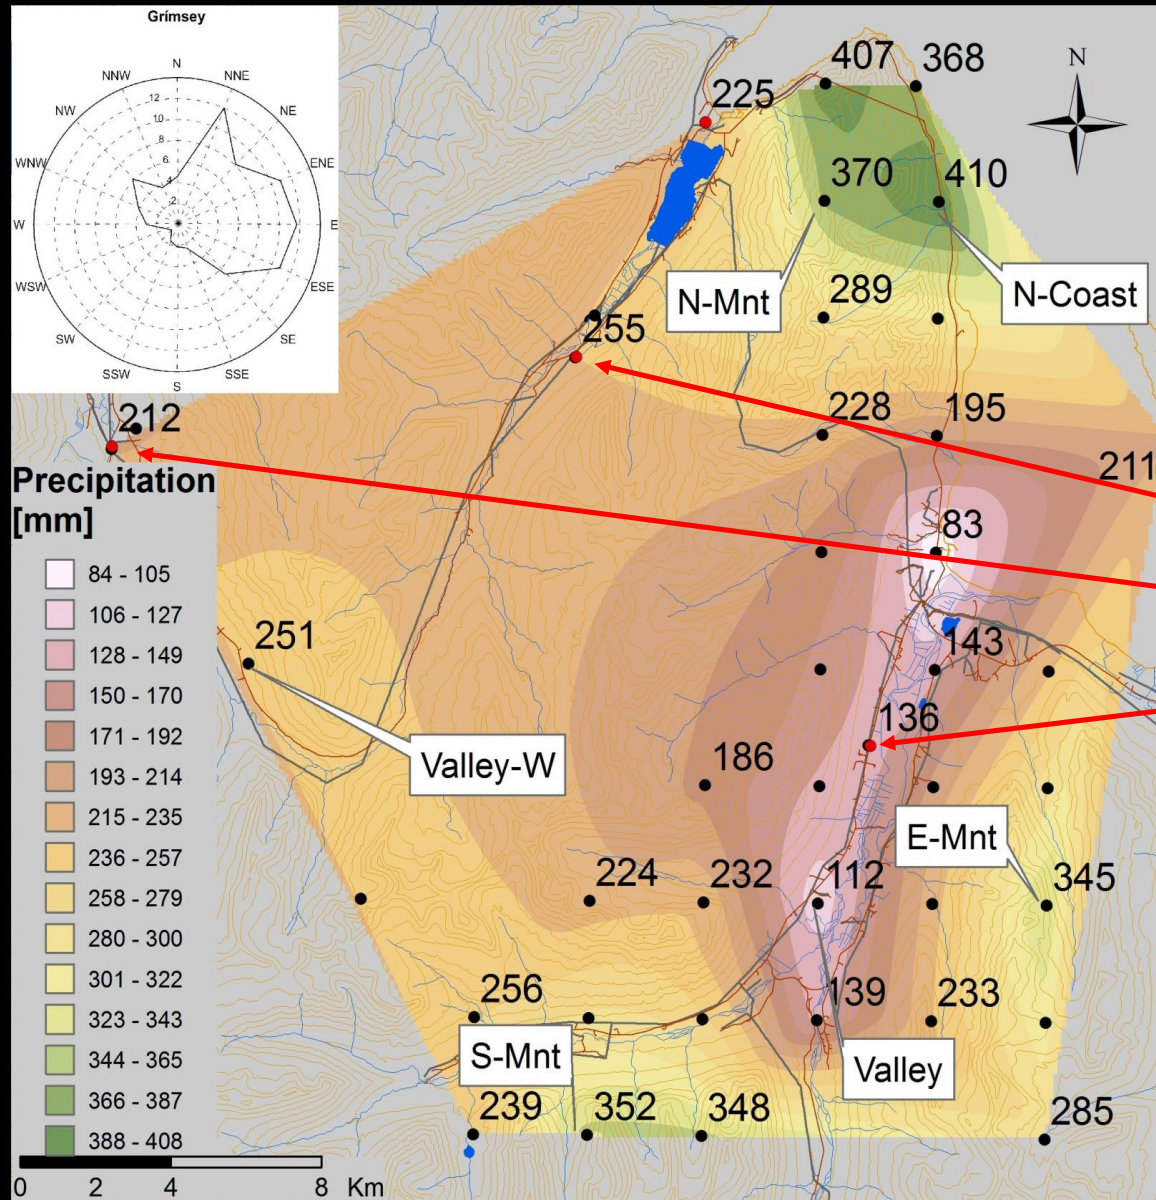 Grímsey
N
NNE
NE
ENE
E
ESE
SE
SSE
S
SSW
SW
WSW
W
WNW
NW
NNW
12
10
8
6
4
2
N
407
368
225
370
410
N-Mnt
N-Coast
289
255
212
228
195
211
83
251
143
136
Valley-W
186
E-Mnt
224
232
112
345
256
139
233
S-Mnt
Valley
239
352
348
285
Precipitation
[mm]
84 - 105
106 - 127
128 - 149
150 - 170
171 - 192
193 - 214
215 - 235
236 - 257
258 - 279
280 - 300
301 - 322
323 - 343
344 - 365
366 - 387
388 - 408
0 2 4 8 Km